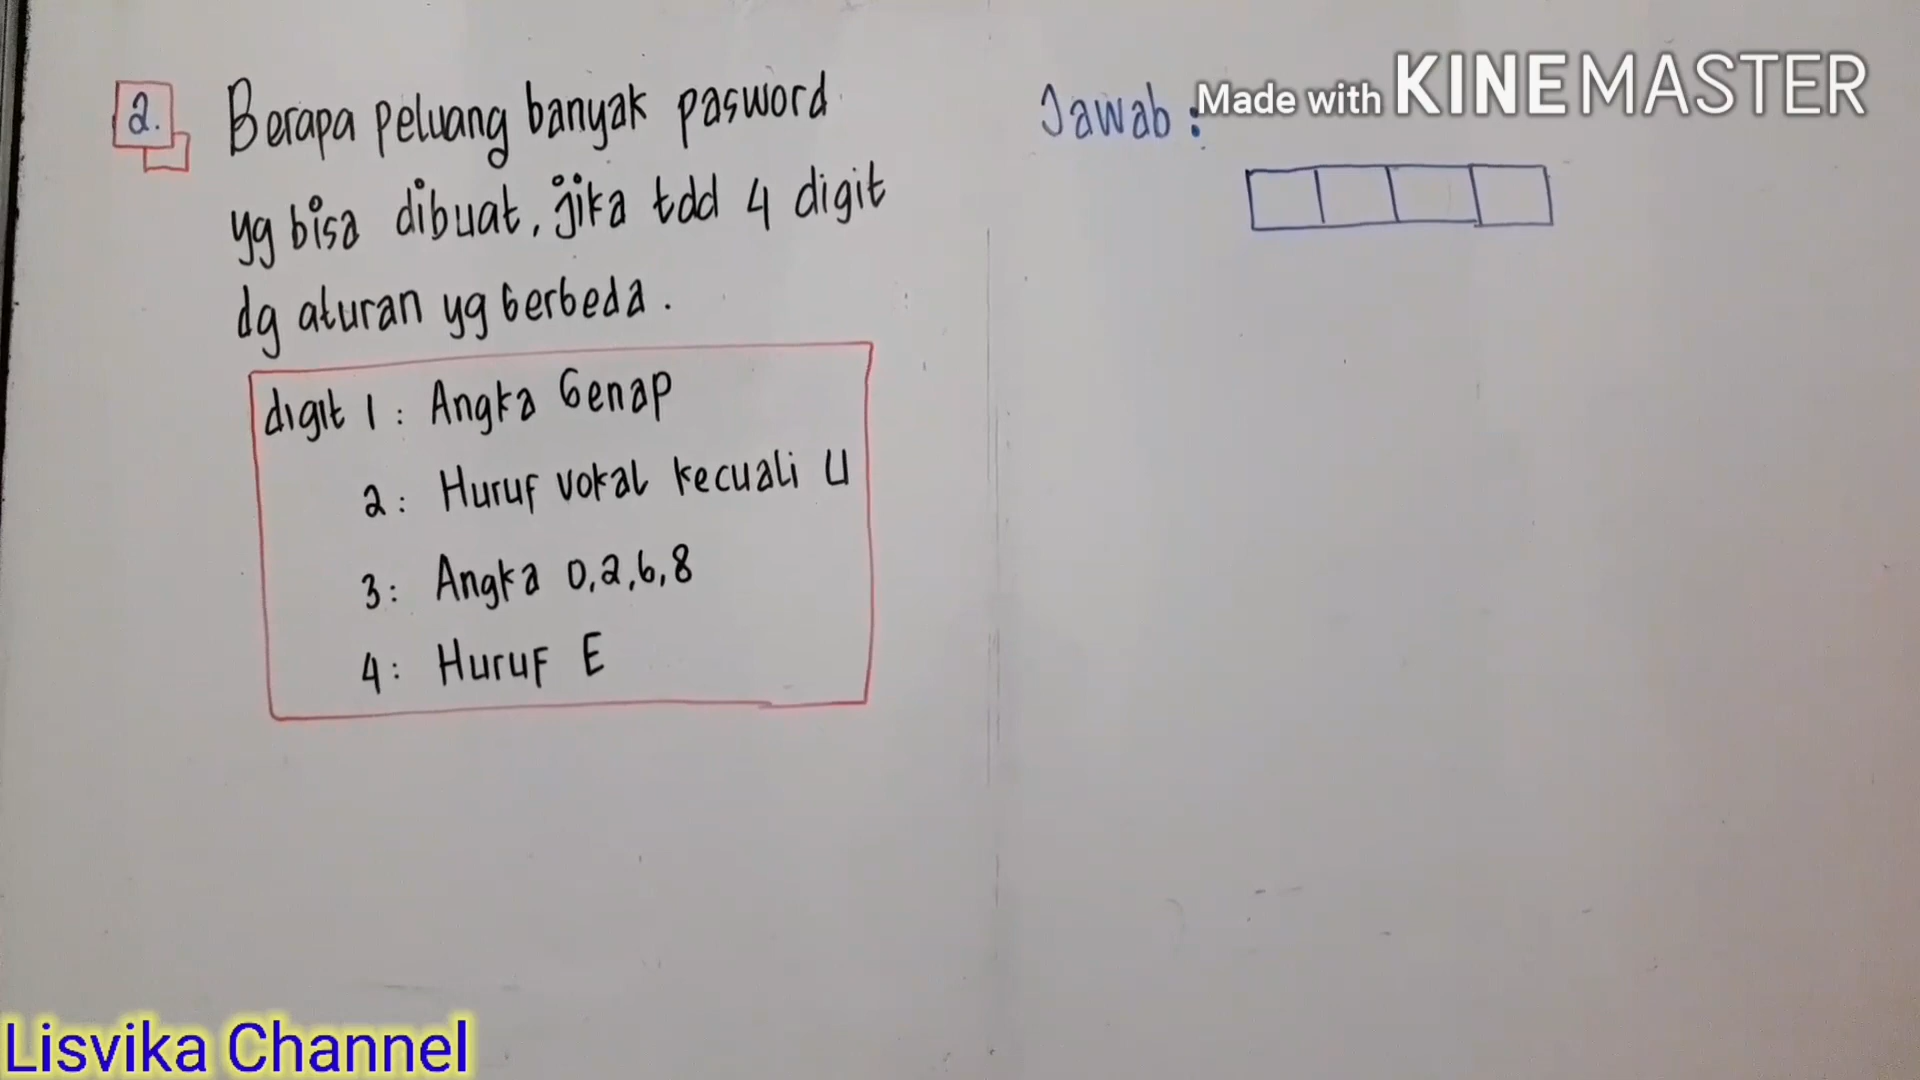 2. Berapa peluang banyak pasword
yg bisa dibuat, jika tdd 4 digit
dg aturan yg berbeda.
digit 1 : Angka Genap
2 : Huruf vokal kecuali U
3 : Angka 0,2,6,8
4 : Huruf E
Jawab :
Made with KINEMASTER
Lisvika Channel